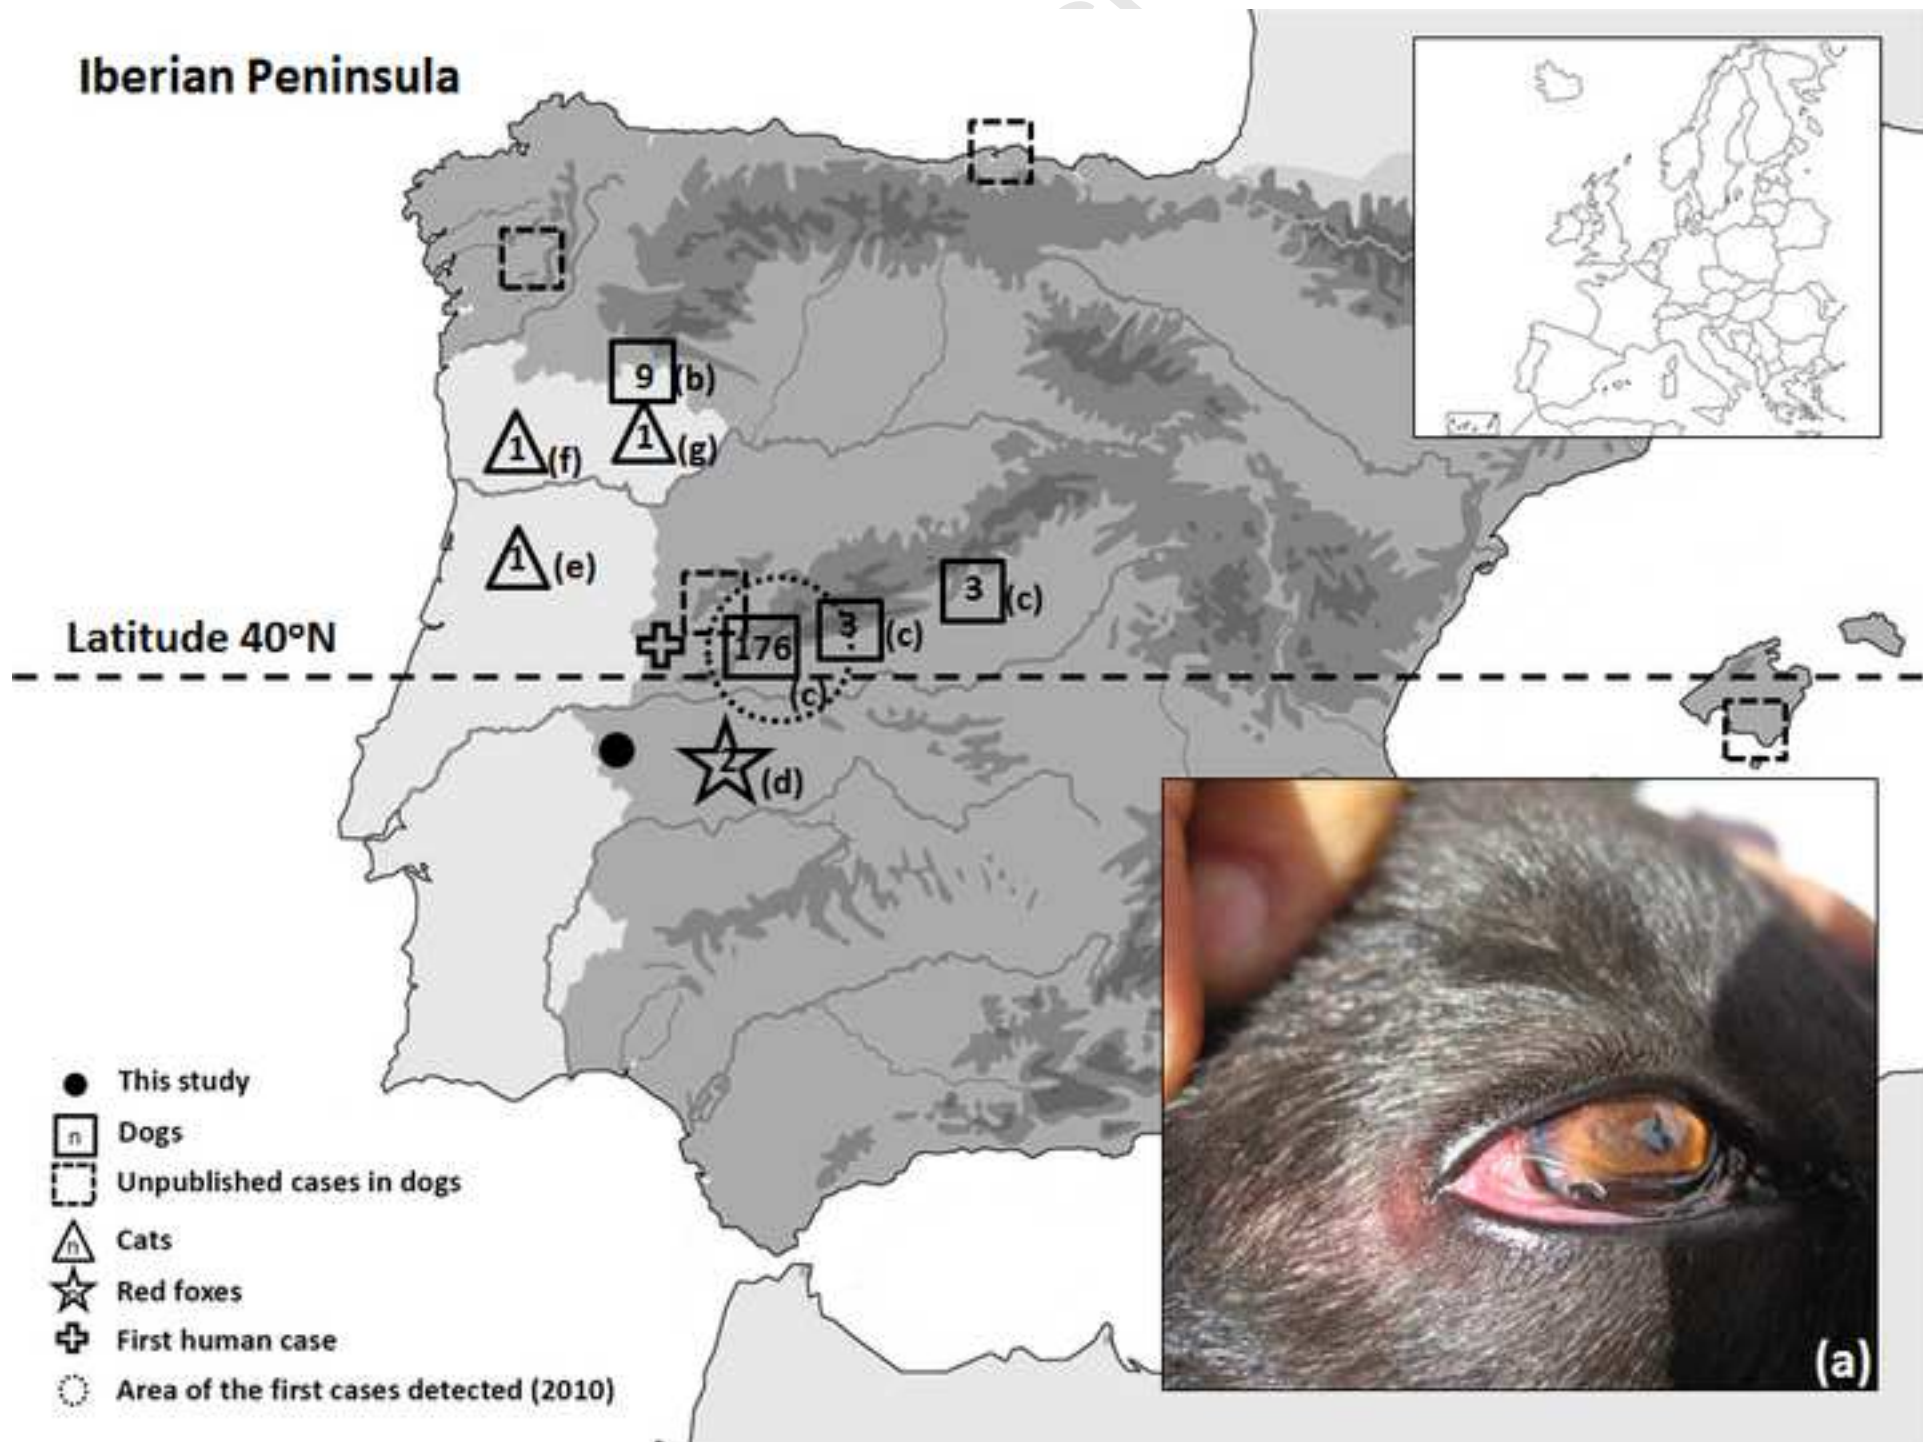 Iberian Peninsula
9 (b)
1 (f)
1 (g)
1 (e)
3 (c)
3 (c)
176
(c)
Latitude 40ºN
2 (d)
This study
n Dogs
Unpublished cases in dogs
n Cats
Red foxes
First human case
Area of the first cases detected (2010)
(a)